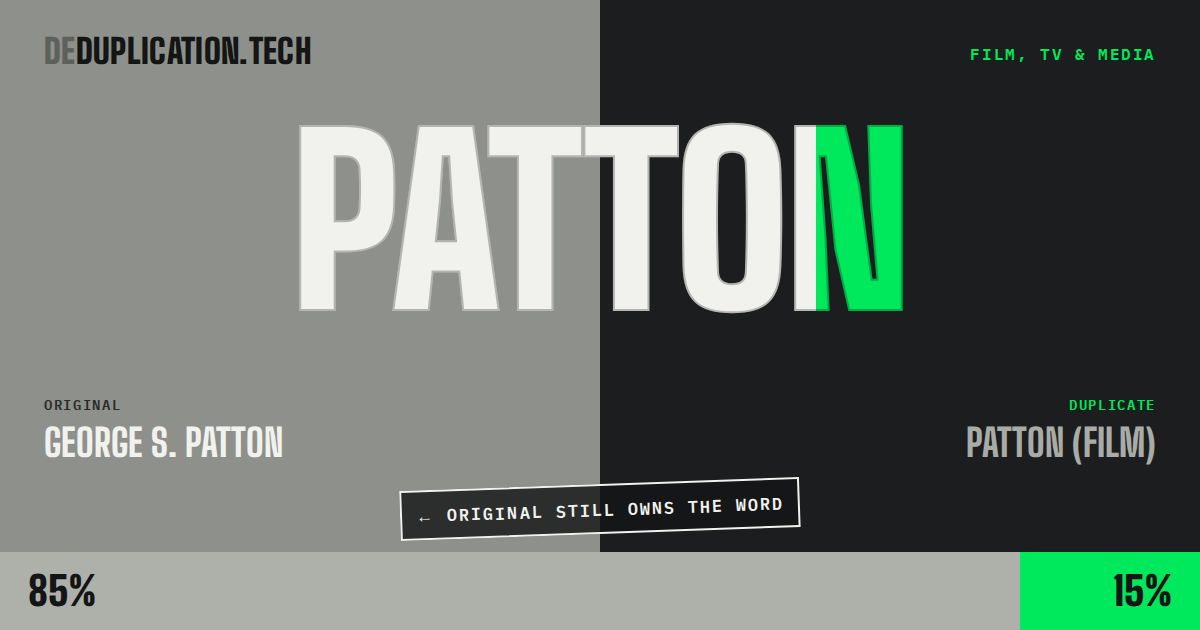 DEDUPLICATION.TECH
FILM, TV & MEDIA
PATTON
ORIGINAL
GEORGE S. PATTON
DUPLICATE
PATTON (FILM)
← ORIGINAL STILL OWNS THE WORD
85%
15%